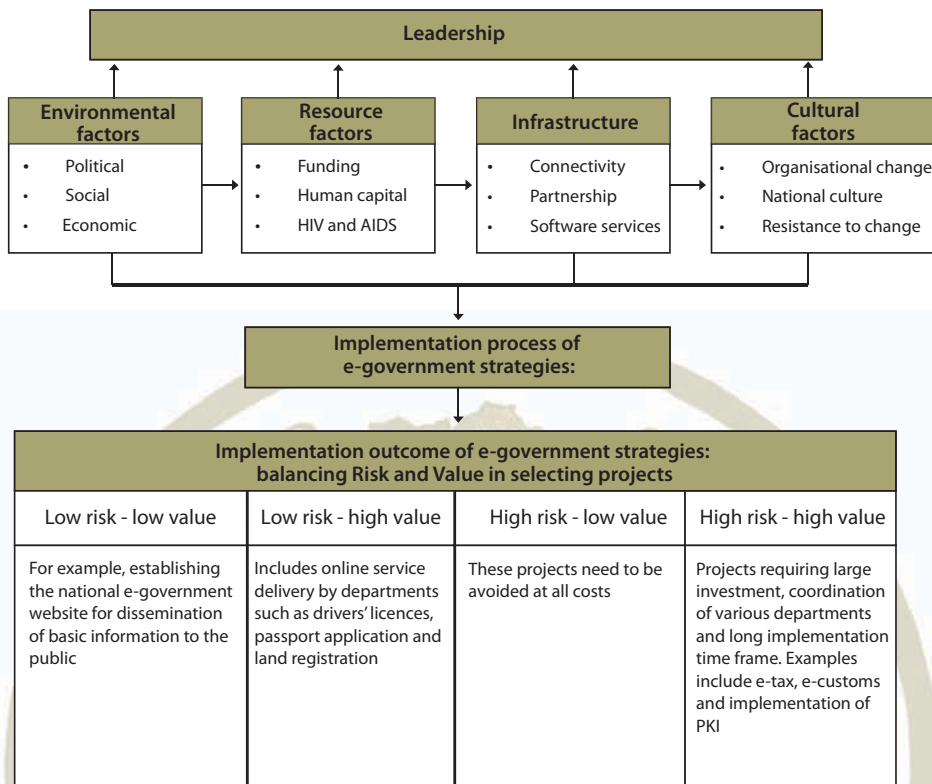 Leadership
Environmental
factors
• Political
• Social
• Economic
Resource
factors
• Funding
• Human capital
• HIV and AIDS
Infrastructure
• Connectivity
• Partnership
• Software services
Cultural
factors
• Organisational change
• National culture
• Resistance to change
Implementation process of
e-government strategies:
Implementation outcome of e-government strategies:
balancing Risk and Value in selecting projects
Low risk - low value
For example, establishing
the national e-government
website for dissemination
of basic information to the
public
Low risk - high value
Includes online service
delivery by departments
such as drivers' licences,
passport application and
land registration
High risk - low value
These projects need to be
avoided at all costs
High risk - high value
Projects requiring large
investment, coordination
of various departments
and long implementation
time frame. Examples
include e-tax, e-customs
and implementation of
PKI